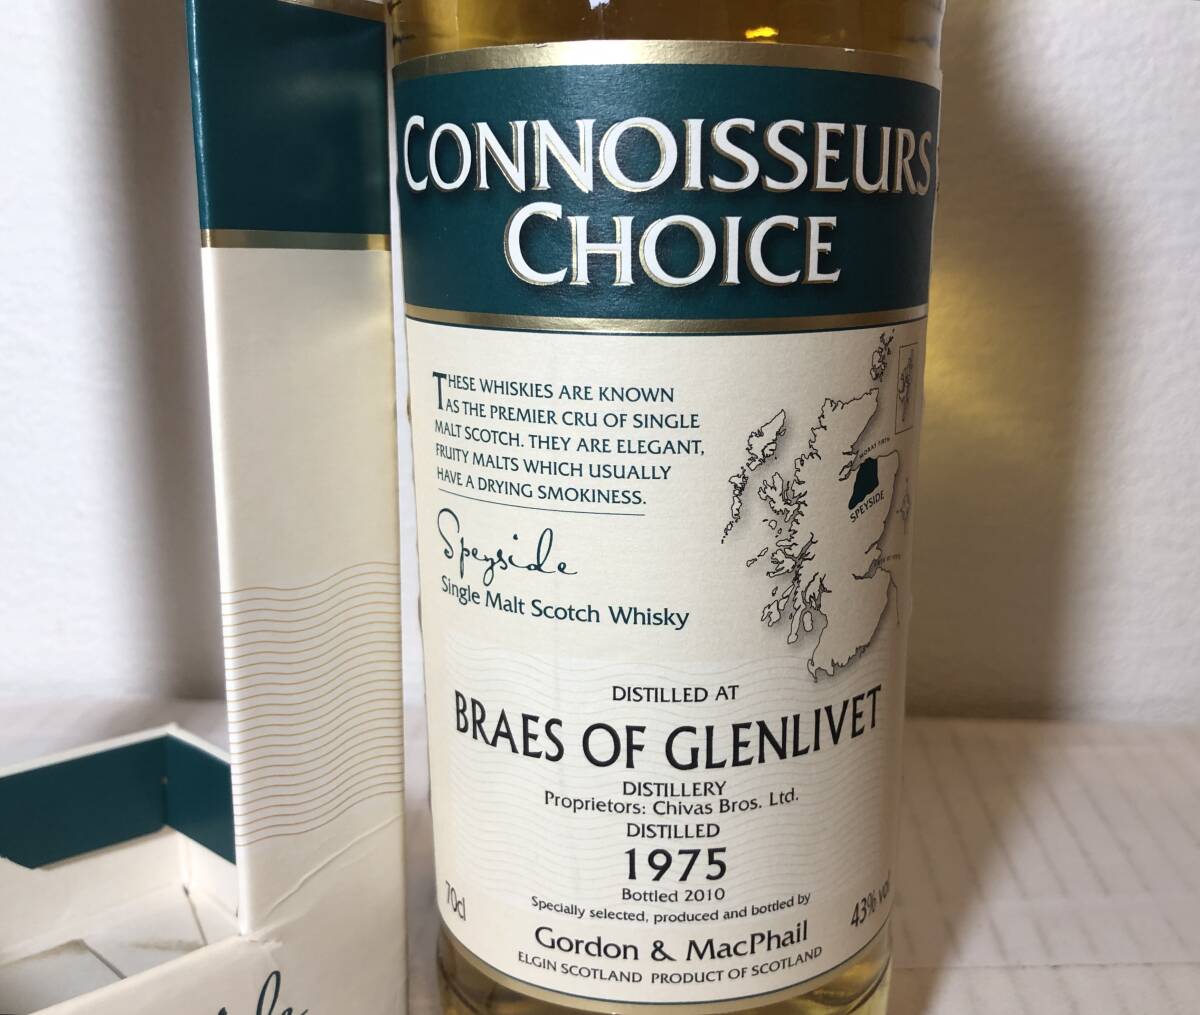 CONNOISSEURS
CHOICE
THESE WHISKIES ARE KNOWN
AS THE PREMIER CRU OF SINGLE
MALT SCOTCH. THEY ARE ELEGANT,
FRUITY MALTS WHICH USUALLY
HAVE A DRYING SMOKINESS.
Speyside
Single Malt Scotch Whisky
MORAY FIRTH
SPEYSIDE
DISTILLED AT
BRAES OF GLENLIVET
DISTILLERY
Proprietors: Chivas Bros. Ltd.
DISTILLED
1975
Bottled 2010
70cl
Specially selected, produced and bottled by
43% vol
Gordon & MacPhail
ELGIN SCOTLAND PRODUCT OF SCOTLAND